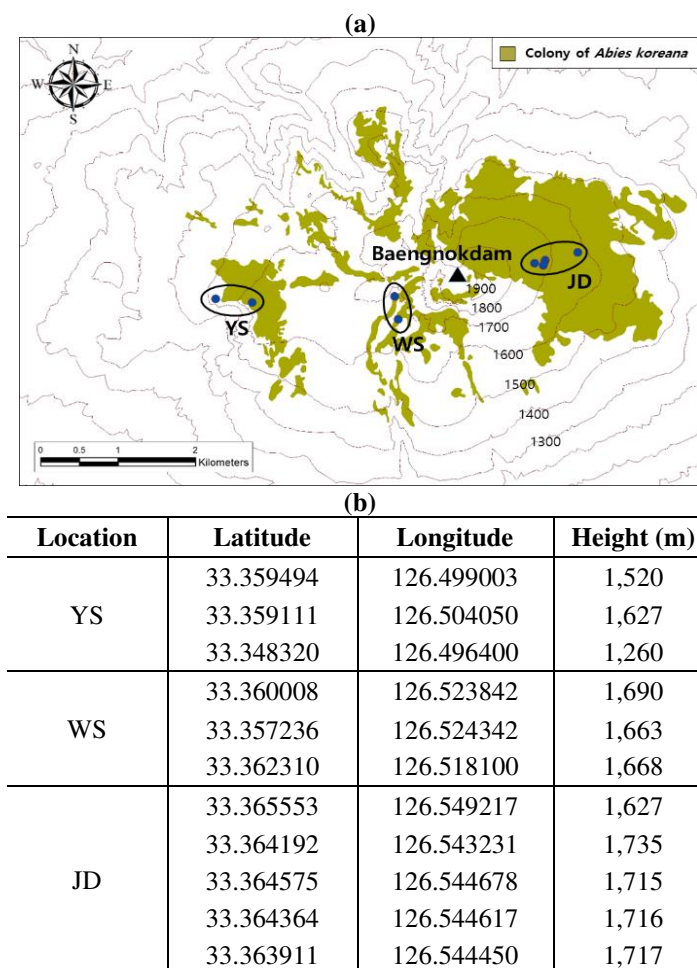 (a)
N
W E
S
Colony of Abies koreana
Baengnokdam
JD
1900
1800
1700
YS
WS
1600
1500
1400
1300
0 0.5 1 2
Kilometers
(b)
Location Latitude Longitude Height (m)
YS
33.359494 126.499003 1,520
33.359111 126.504050 1,627
33.348320 126.496400 1,260
WS
33.360008 126.523842 1,690
33.357236 126.524342 1,663
33.362310 126.518100 1,668
JD
33.365553 126.549217 1,627
33.364192 126.543231 1,735
33.364575 126.544678 1,715
33.364364 126.544617 1,716
33.363911 126.544450 1,717